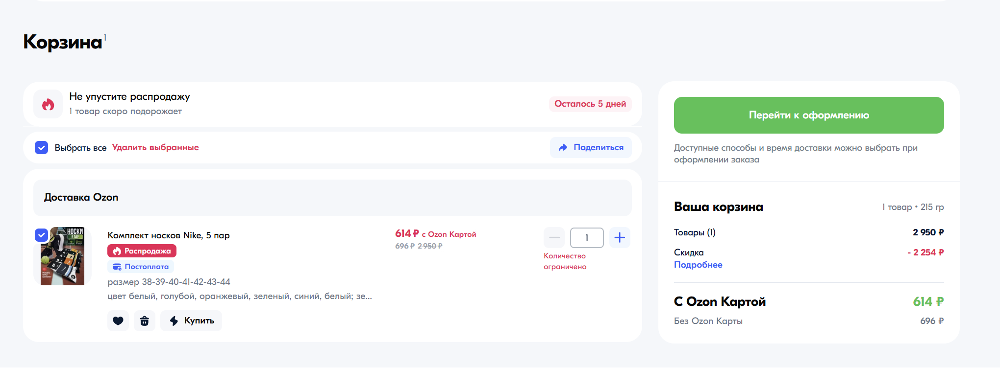 Корзина 1
Не упустите распродажу
1 товар скоро подорожает
Осталось 5 дней
Выбрать все Удалить выбранные
Поделиться
Доставка Ozon
НОСКИ
5 ПАР
Комплект носков Nike, 5 пар
Распродажа
Постоплата
размер 38-39-40-41-42-43-44
цвет белый, голубой, оранжевый, зеленый, синий, белый; зе...
Купить
614 ₽ с Ozon Картой
696 ₽ 2 950 ₽
1
Количество
ограничено
Перейти к оформлению
Доступные способы и время доставки можно выбрать при
оформлении заказа
Ваша корзина 1 товар • 215 гр
Товары (1) 2 950 ₽
Скидка - 2 254 ₽
Подробнее
С Ozon Картой 614 ₽
Без Ozon Карты 696 ₽